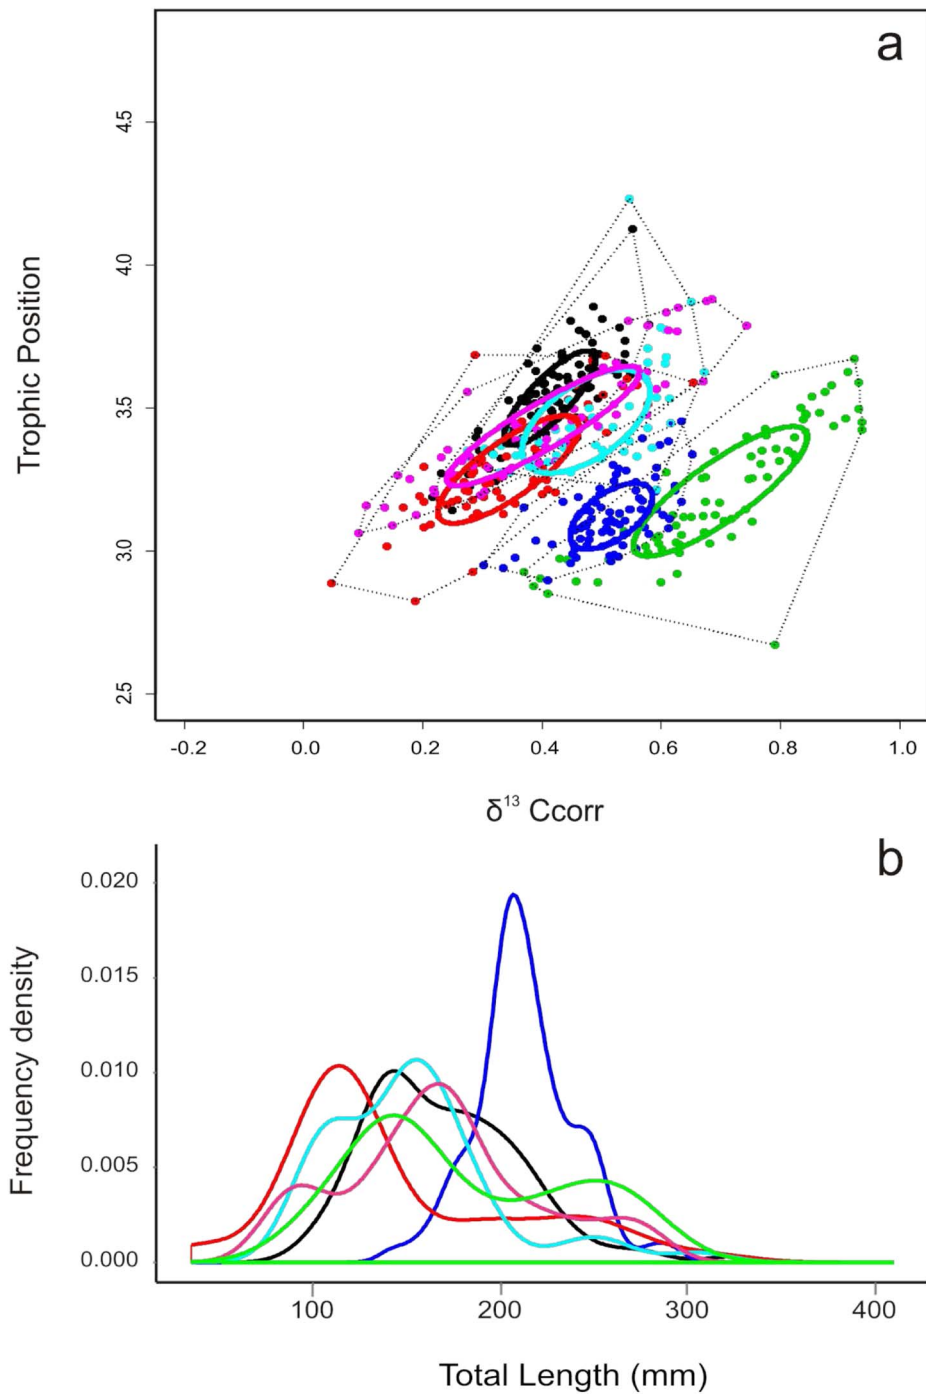 a
Trophic Position
4.5
4.0
3.5
3.0
2.5
-0.2 0.0 0.2 0.4 0.6 0.8 1.0
δ¹³ Ccorr
b
Frequency density
0.020
0.015
0.010
0.005
0.000
100 200 300 400
Total Length (mm)